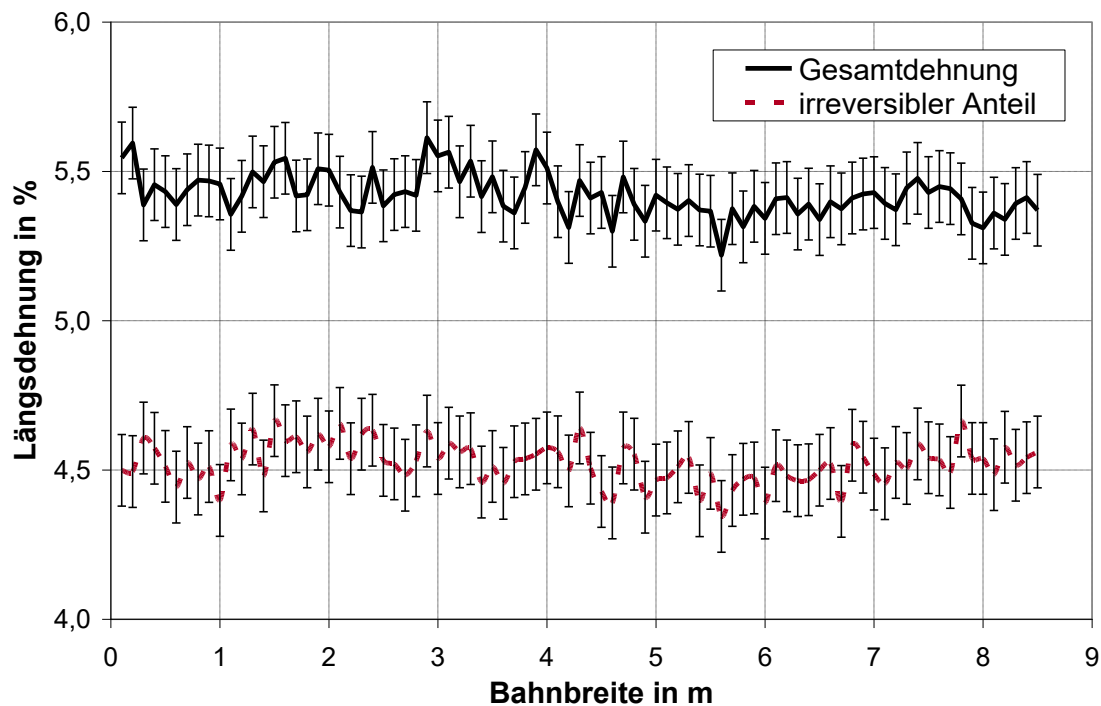 6,0
5,5
5,0
4,5
4,0
Längsdehnung in %
Gesamtdehnung
irreversibler Anteil
0 1 2 3 4 5 6 7 8 9
Bahnbreite in m